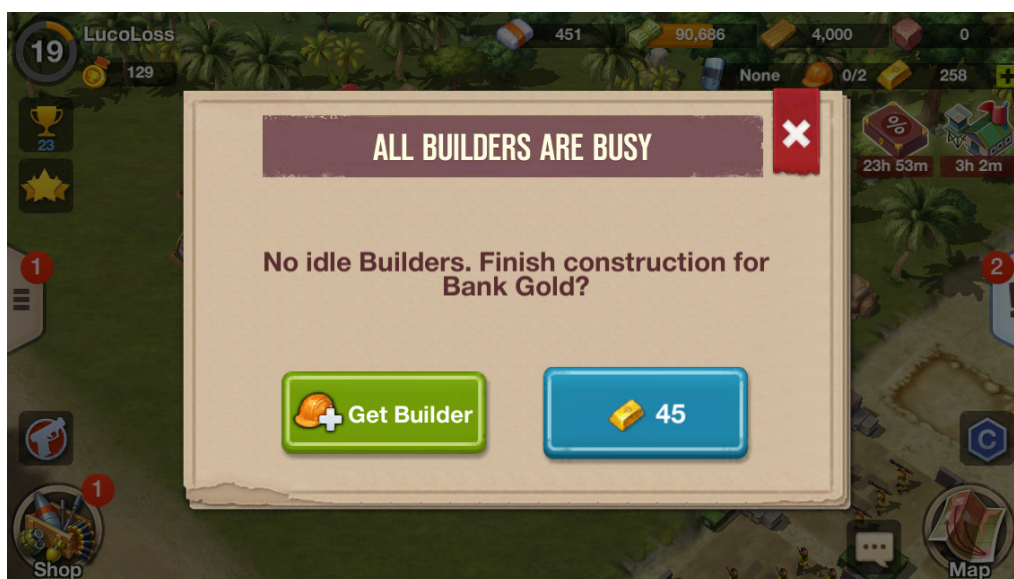 19
LucoLoss
451
90,686
4,000
0
129
None
0/2
258
23
ALL BUILDERS ARE BUSY
%
23h 53m
3h 2m
No idle Builders. Finish construction for
Bank Gold?
1
2
Get Builder
45
C
1
Shop
Map